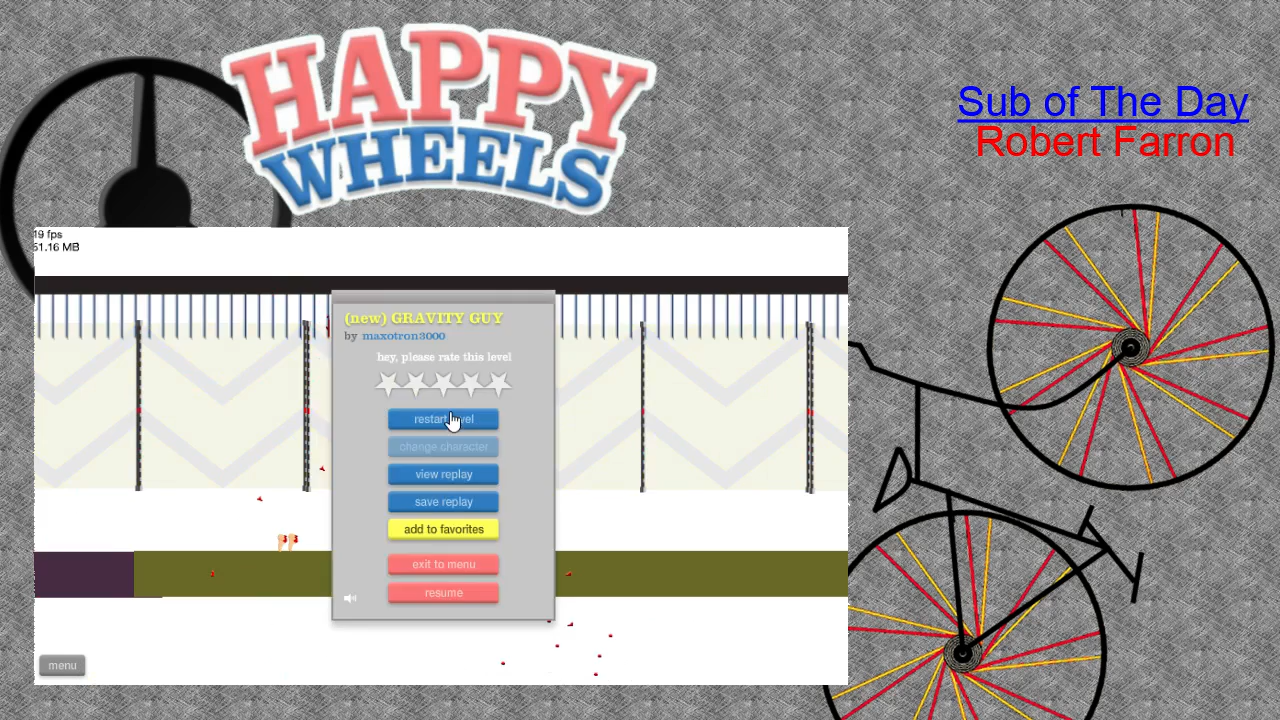 HAPPY
WHEELS
Sub of The Day
Robert Farron
19 fps
51.16 MB
(new) GRAVITY GUY
by maxotron3000
hey, please rate this level
restart level
change character
view replay
save replay
add to favorites
exit to menu
resume
menu